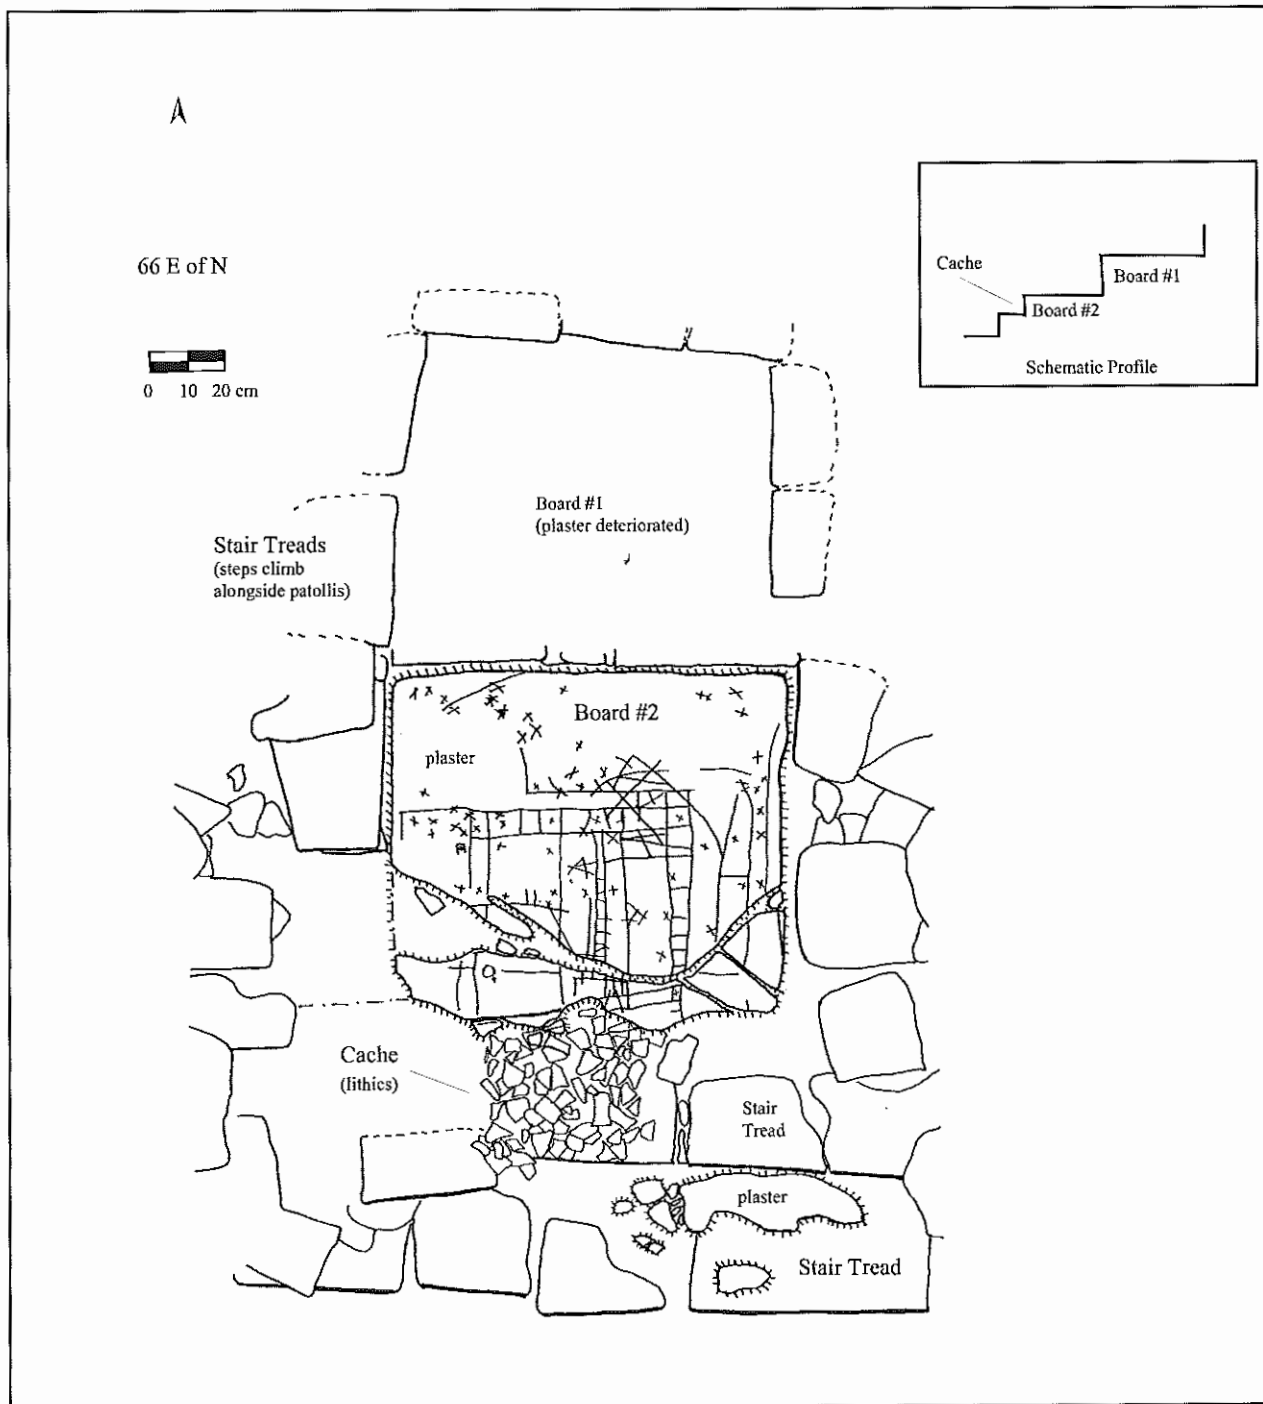 66 E of N
0 10 20 cm
Cache
Board #1
Board #2
Schematic Profile
Board #1
(plaster deteriorated)
Stair Treads
(steps climb
alongside patollis)
Board #2
plaster
Cache
(lithics)
Stair
Tread
plaster
Stair Tread